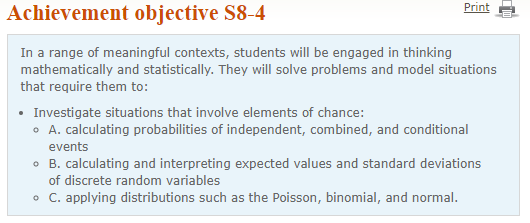 Achievement objective S8-4
Print
In a range of meaningful contexts, students will be engaged in thinking
mathematically and statistically. They will solve problems and model situations
that require them to:
• Investigate situations that involve elements of chance:
○ A. calculating probabilities of independent, combined, and conditional
events
○ B. calculating and interpreting expected values and standard deviations
of discrete random variables
○ C. applying distributions such as the Poisson, binomial, and normal.